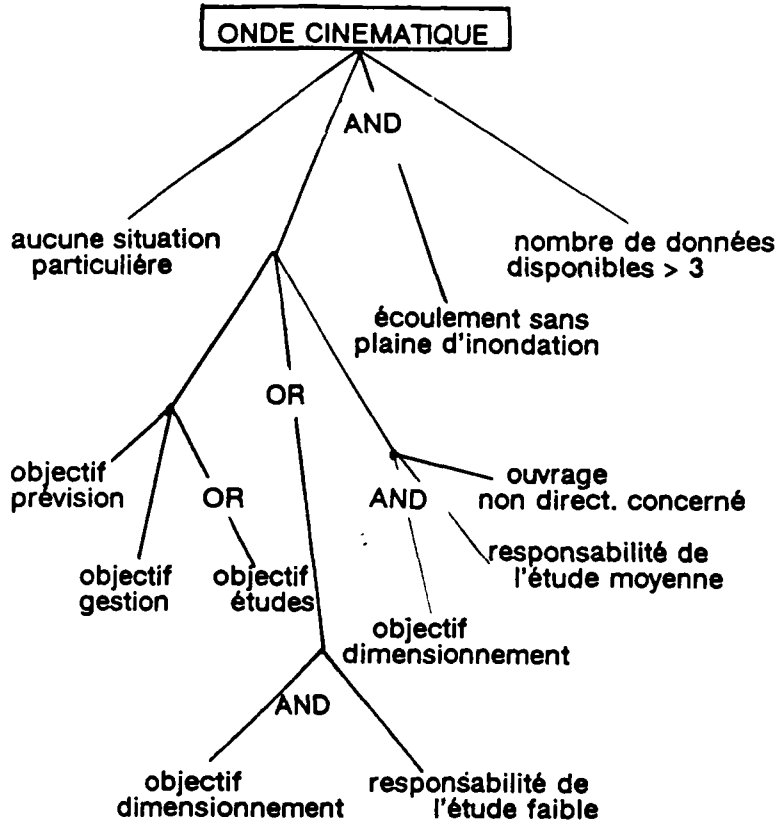 ONDE CINEMATIQUE
AND
aucune situation
particuliére
nombre de données
disponibles > 3
écoulement sans
plaine d'inondation
OR
objectif
prévision
OR
AND
ouvrage
non direct. concerné
objectif
gestion
objectif
études
responsabilité de
l'étude moyenne
objectif
dimensionnement
AND
objectif
dimensionnement
responsabilité de
l'étude faible